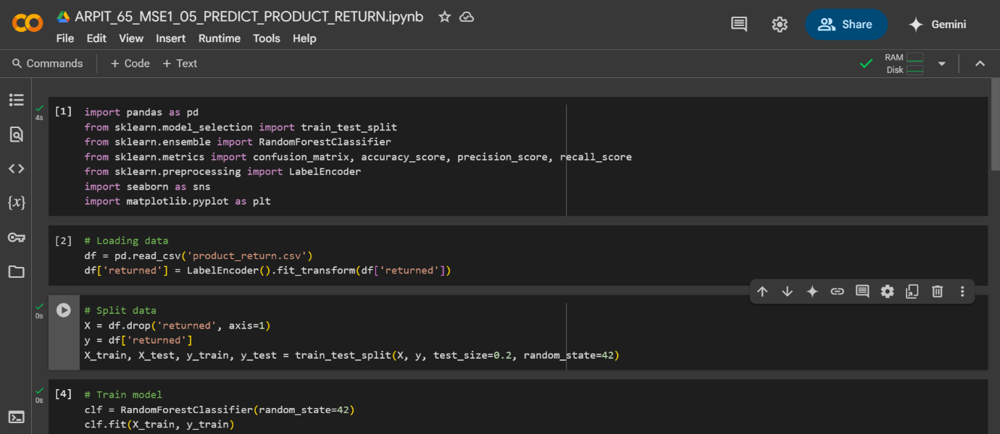 ARPIT_65_MSE1_05_PREDICT_PRODUCT_RETURN.ipynb
File Edit View Insert Runtime Tools Help
Share
Gemini
Commands + Code + Text
RAM
Disk
4s
[1] import pandas as pd
from sklearn.model_selection import train_test_split
from sklearn.ensemble import RandomForestClassifier
from sklearn.metrics import confusion_matrix, accuracy_score, precision_score, recall_score
from sklearn.preprocessing import LabelEncoder
import seaborn as sns
import matplotlib.pyplot as plt
[2] # Loading data
df = pd.read_csv('product_return.csv')
df['returned'] = LabelEncoder().fit_transform(df['returned'])
0s
# Split data
X = df.drop('returned', axis=1)
y = df['returned']
X_train, X_test, y_train, y_test = train_test_split(X, y, test_size=0.2, random_state=42)
0s
[4] # Train model
clf = RandomForestClassifier(random_state=42)
clf.fit(X_train, y_train)